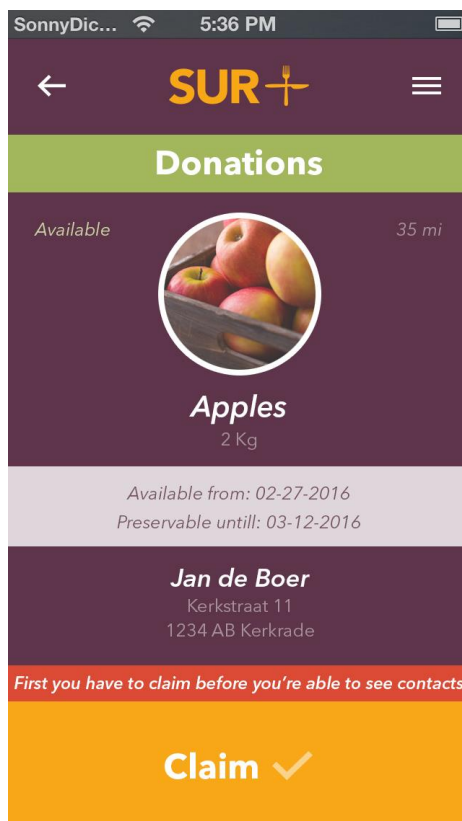 SonnyDic... 5:36 PM
SUR
Donations
Available
35 mi
Apples
2 Kg
Available from: 02-27-2016
Preservable untill: 03-12-2016
Jan de Boer
Kerkstraat 11
1234 AB Kerkrade
First you have to claim before you're able to see contacts
Claim